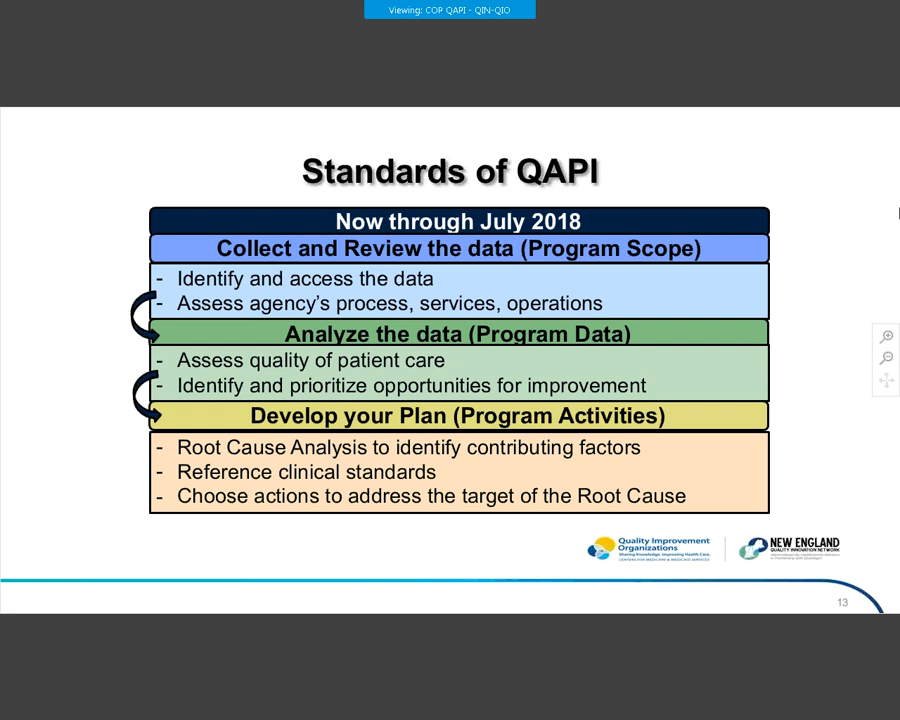 Viewing: COP QAPI - QIN-QIO
Standards of QAPI
Now through July 2018
Collect and Review the data (Program Scope)
- Identify and access the data
- Assess agency's process, services, operations
Analyze the data (Program Data)
- Assess quality of patient care
- Identify and prioritize opportunities for improvement
Develop your Plan (Program Activities)
- Root Cause Analysis to identify contributing factors
- Reference clinical standards
- Choose actions to address the target of the Root Cause
Quality Improvement
Organizations
Sharing Knowledge. Improving Health Care.
CENTERS FOR MEDICARE & MEDICAID SERVICES
NEW ENGLAND
QUALITY INNOVATION NETWORK
13